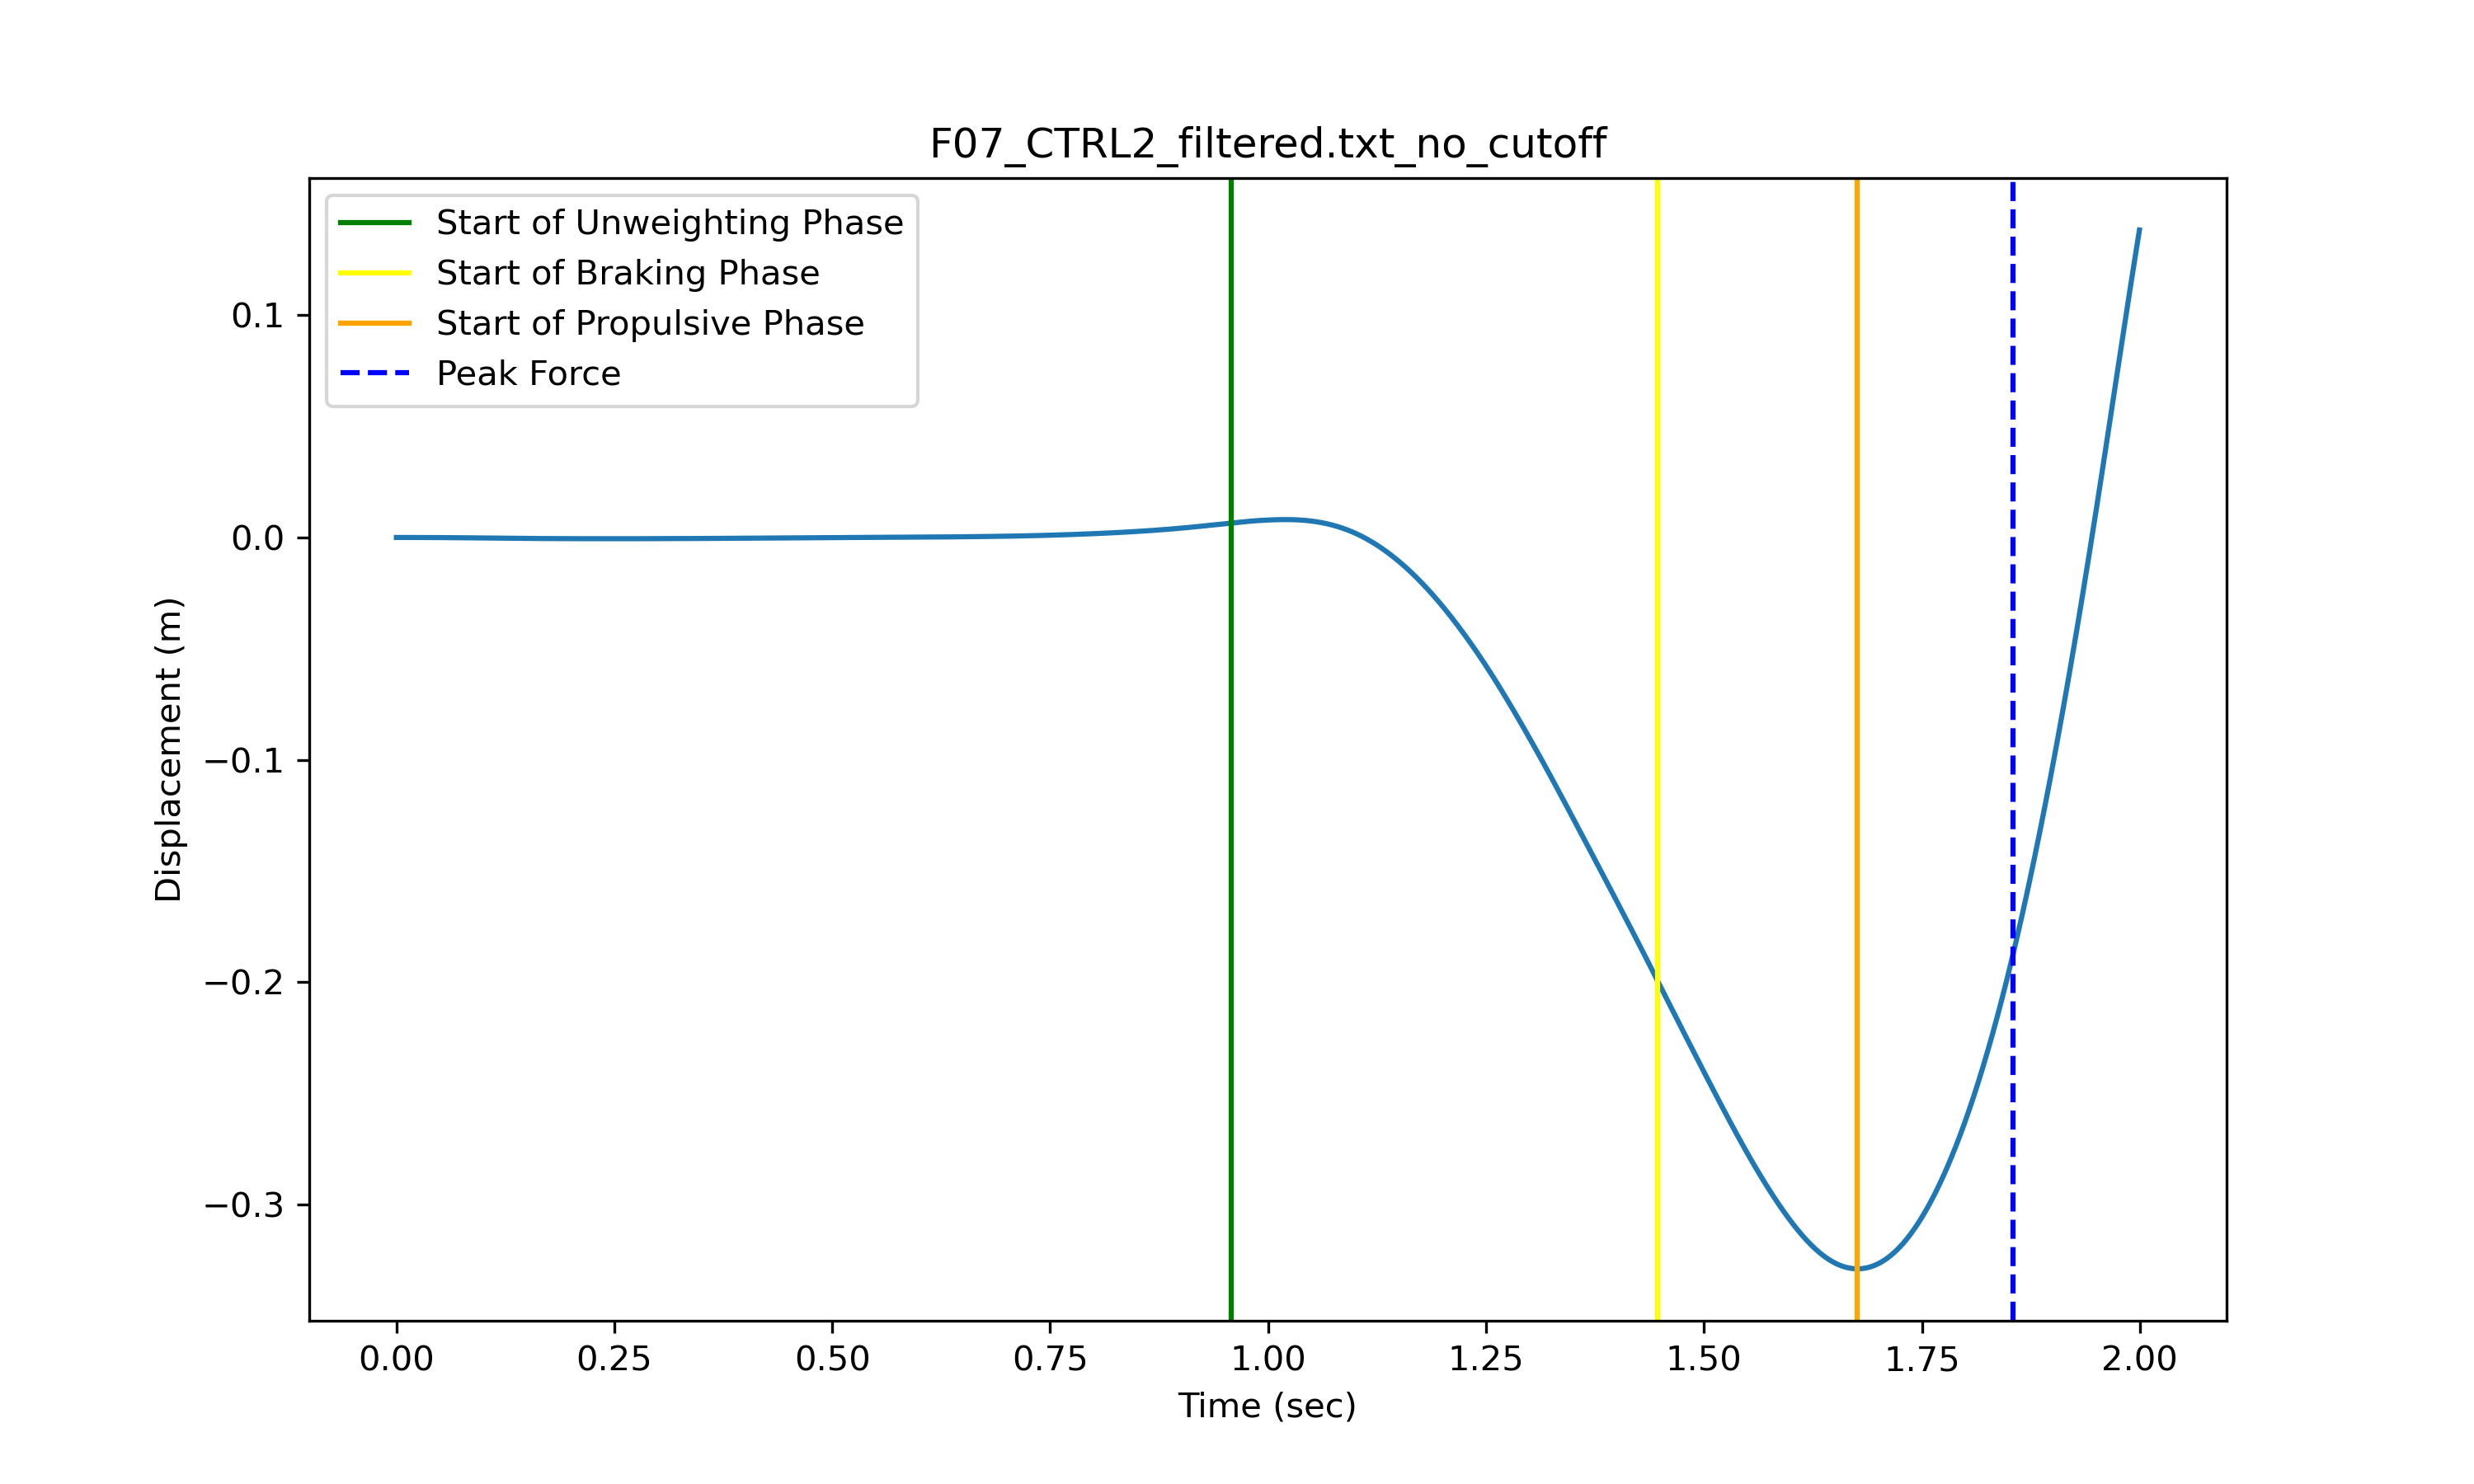 F07_CTRL2_filtered.txt_no_cutoff
Start of Unweighting Phase
Start of Braking Phase
Start of Propulsive Phase
Peak Force
Displacement (m)
0.1
0.0
−0.1
−0.2
−0.3
0.00 0.25 0.50 0.75 1.00 1.25 1.50 1.75 2.00
Time (sec)